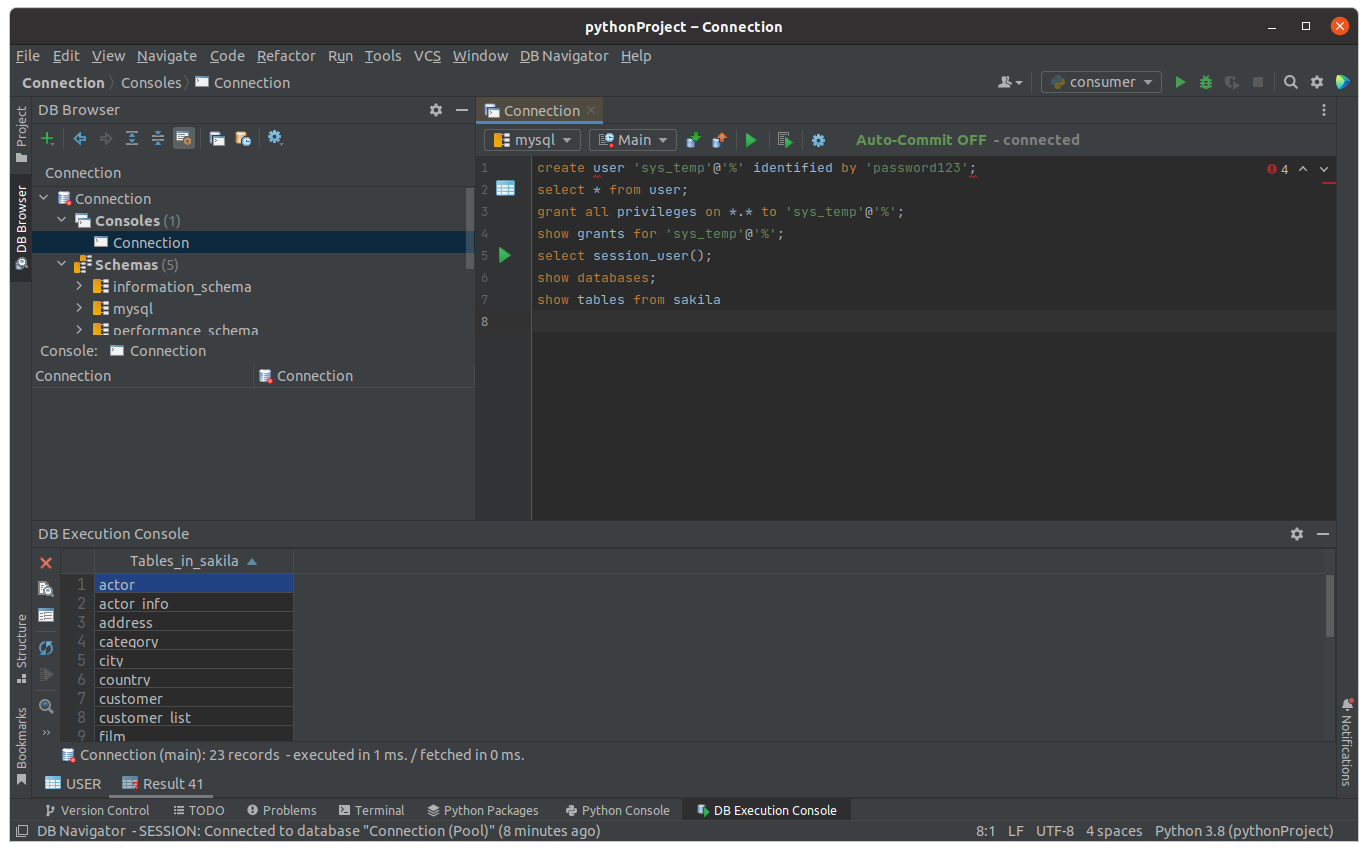 pythonProject – Connection
File Edit View Navigate Code Refactor Run Tools VCS Window DB Navigator Help
Connection Consoles Connection
consumer
Project
DB Browser
Structure
Bookmarks
DB Browser
Connection
Connection
Consoles (1)
Connection
Schemas (5)
information_schema
mysql
performance_schema
Console: Connection
Connection Connection
Connection
mysql Main Auto-Commit OFF - connected
1 create user 'sys_temp'@'%' identified by 'password123';
4
2 select * from user;
3 grant all privileges on *.* to 'sys_temp'@'%';
4 show grants for 'sys_temp'@'%';
5 select session_user();
6 show databases;
7 show tables from sakila
8
DB Execution Console
Tables_in_sakila
1 actor
2 actor_info
3 address
4 category
5 city
6 country
7 customer
8 customer_list
9 film
Connection (main): 23 records - executed in 1 ms. / fetched in 0 ms.
USER Result 41
Notifications
Version Control TODO Problems Terminal Python Packages Python Console DB Execution Console
DB Navigator - SESSION: Connected to database "Connection (Pool)" (8 minutes ago) 8:1 LF UTF-8 4 spaces Python 3.8 (pythonProject)